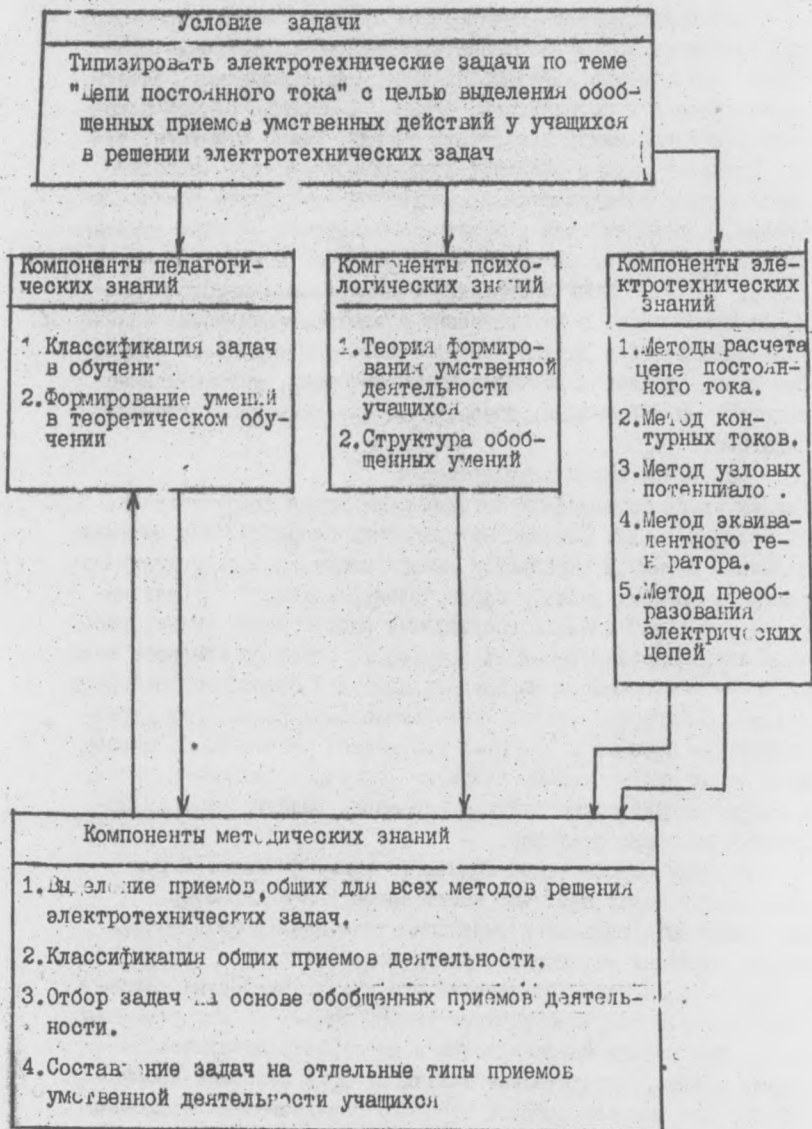 Условие задачи
Типизировать электротехнические задачи по теме
"Цепи постоянного тока" с целью выделения обоб-
щенных приемов умственных действий у учащихся
в решении электротехнических задач
Компоненты педагоги-
ческих знаний
1 Классификация задач
в обучени
2. Формирование умений
в теоретическом обу-
чении
Компоненты психо-
логических знаний
1. Теория формиро-
вания умственной
деятельности
учащихся
2. Структура обоб-
щенных умений
Компоненты эле-
ктротехнических
знаний
1. Методы расчета
цепе постоян-
ного тока.
2. Метод кон-
турных токов.
3. Метод узловых
потенциало .
4. Метод эквива-
лентного ге-
н ратора.
5. Метод преоб-
разования
электрических
цепей
Компоненты методических знаний
1. Выделение приемов, общих для всех методов решения
электротехнических задач.
2. Классификация общих приемов деятельности.
3. Отбор задач на основе обобщенных приемов деятель-
ности.
4. Составление задач на отдельные типы приемов
умственной деятельности учащихся